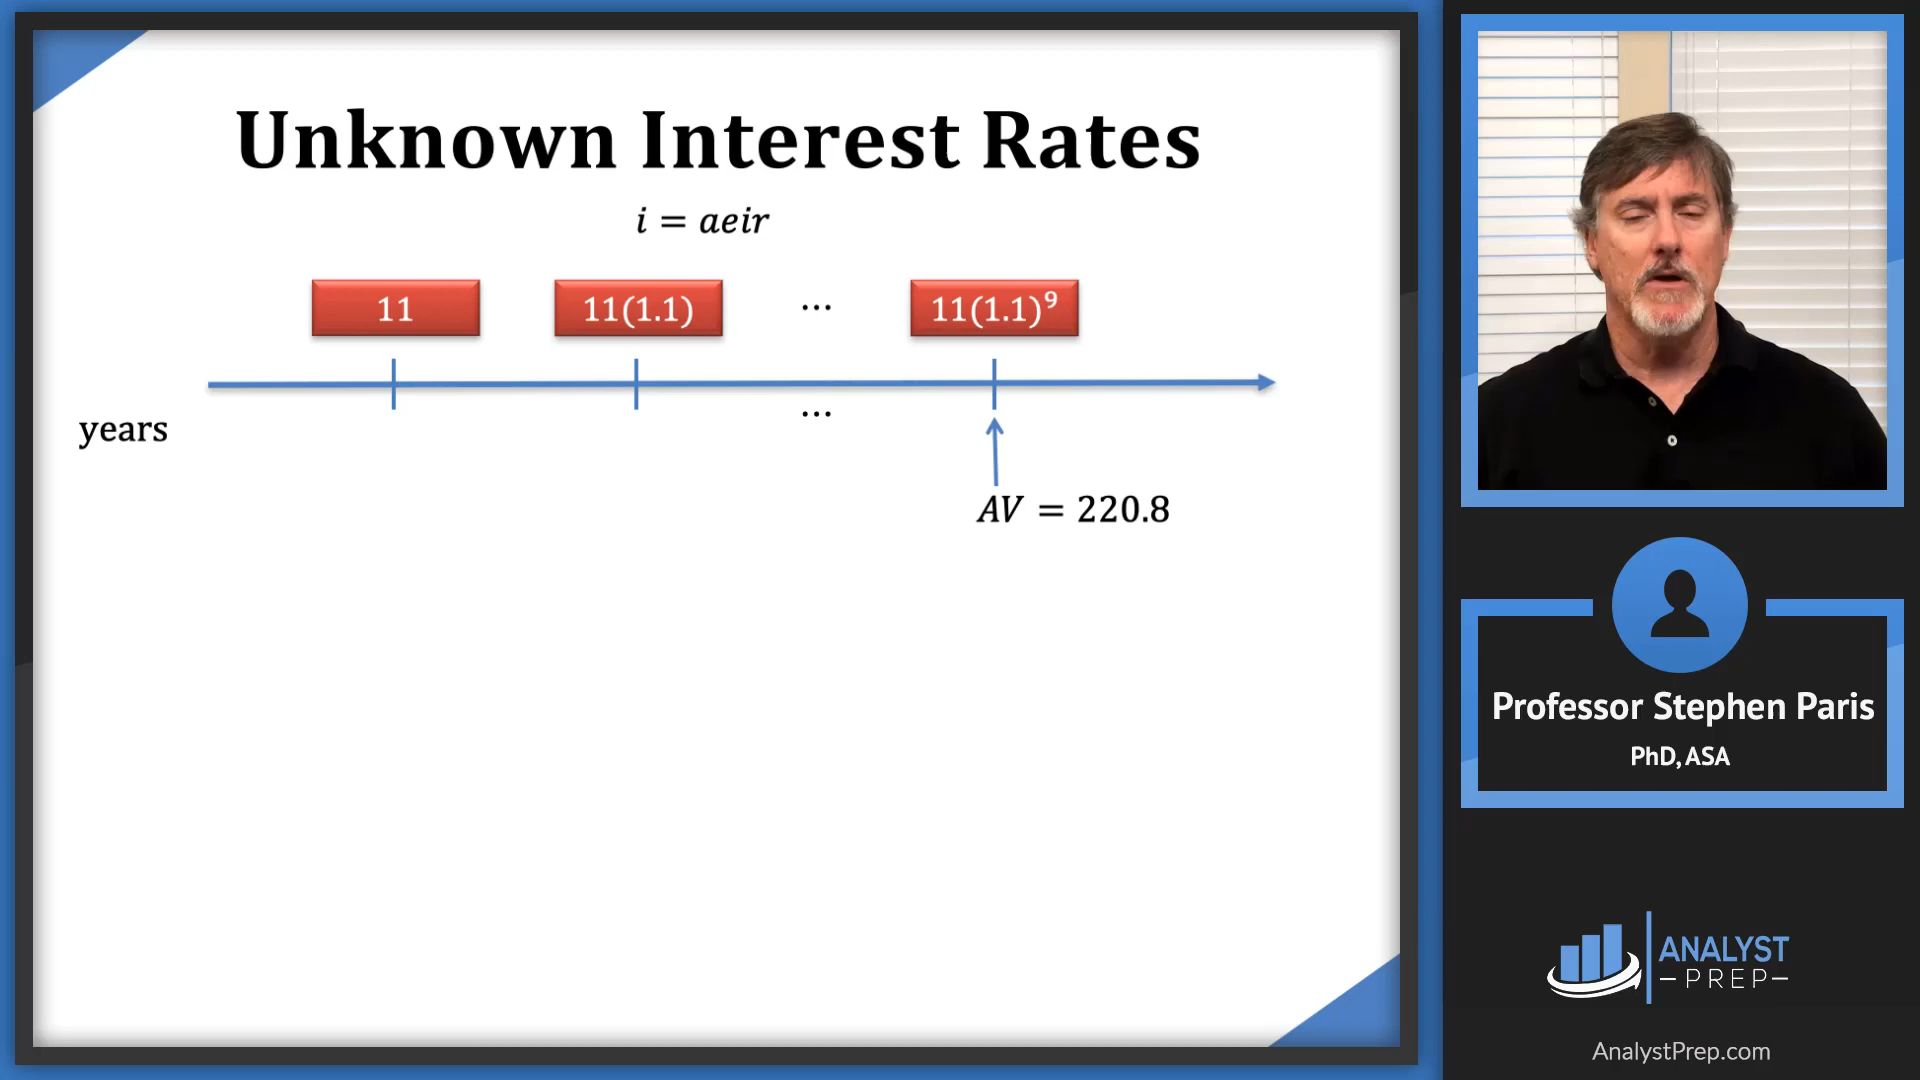 Unknown Interest Rates
i = aeir
11 11(1.1) ... 11(1.1)⁹
...
years
AV = 220.8
Professor Stephen Paris
PhD, ASA
ANALYST
PREP
AnalystPrep.com